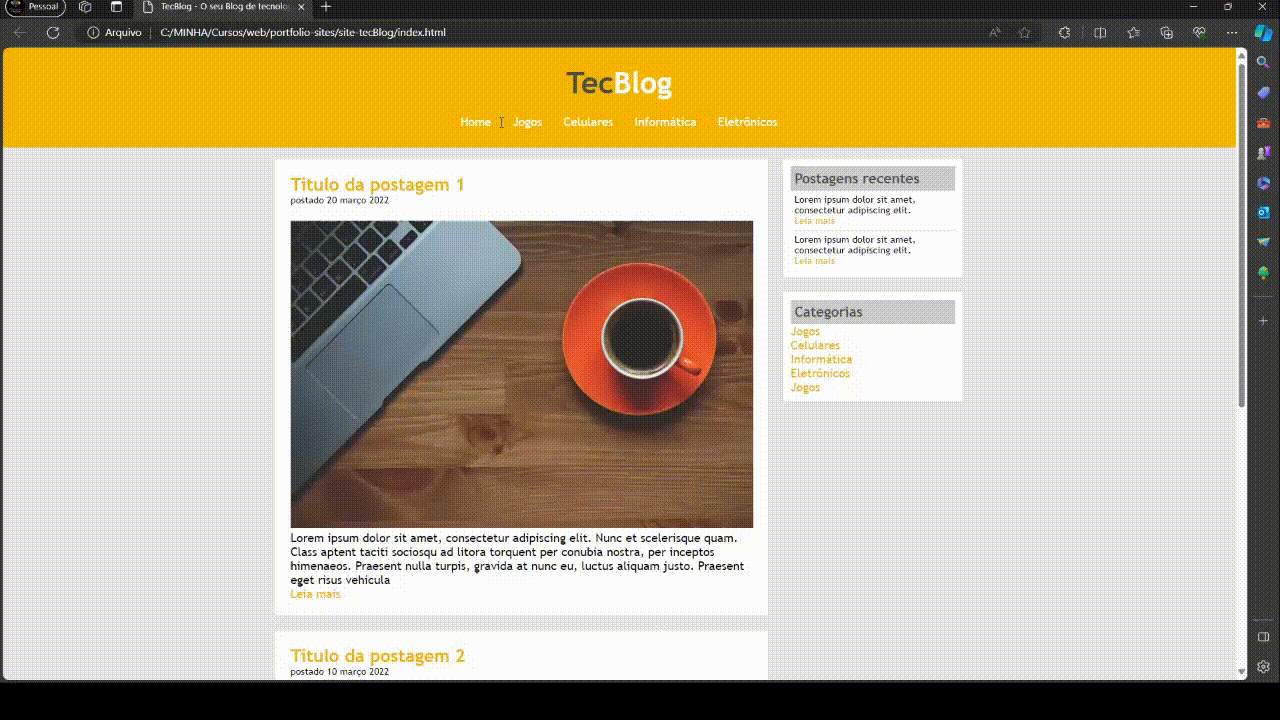 Pessoal
TecBlog - O seu Blog de tecnolo
Arquivo
C:/MINHA/Cursos/web/portfolio-sites/site-tecBlog/index.html
TecBlog
Home Jogos Celulares Informática Eletrônicos
Título da postagem 1
postado 20 março 2022
Lorem ipsum dolor sit amet, consectetur adipiscing elit. Nunc et scelerisque quam.
Class aptent taciti sociosqu ad litora torquent per conubia nostra, per inceptos
himenaeos. Praesent nulla turpis, gravida at nunc eu, luctus aliquam justo. Praesent
eget risus vehicula
Leia mais
Título da postagem 2
postado 10 março 2022
Postagens recentes
Lorem ipsum dolor sit amet,
consectetur adipiscing elit.
Leia mais
Lorem ipsum dolor sit amet,
consectetur adipiscing elit.
Leia mais
Categorias
Jogos
Celulares
Informática
Eletrônicos
Jogos